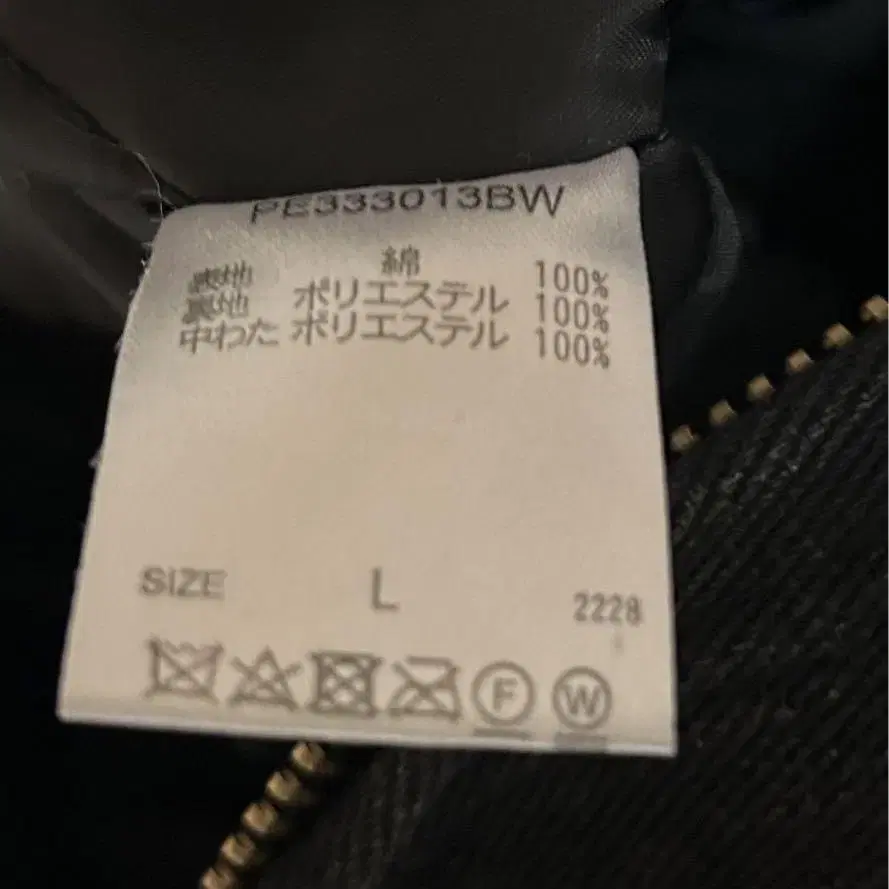 PE333013BW
表地 綿 100%
裏地 ポリエステル 100%
中わた ポリエステル 100%
SIZE L 2228
F W